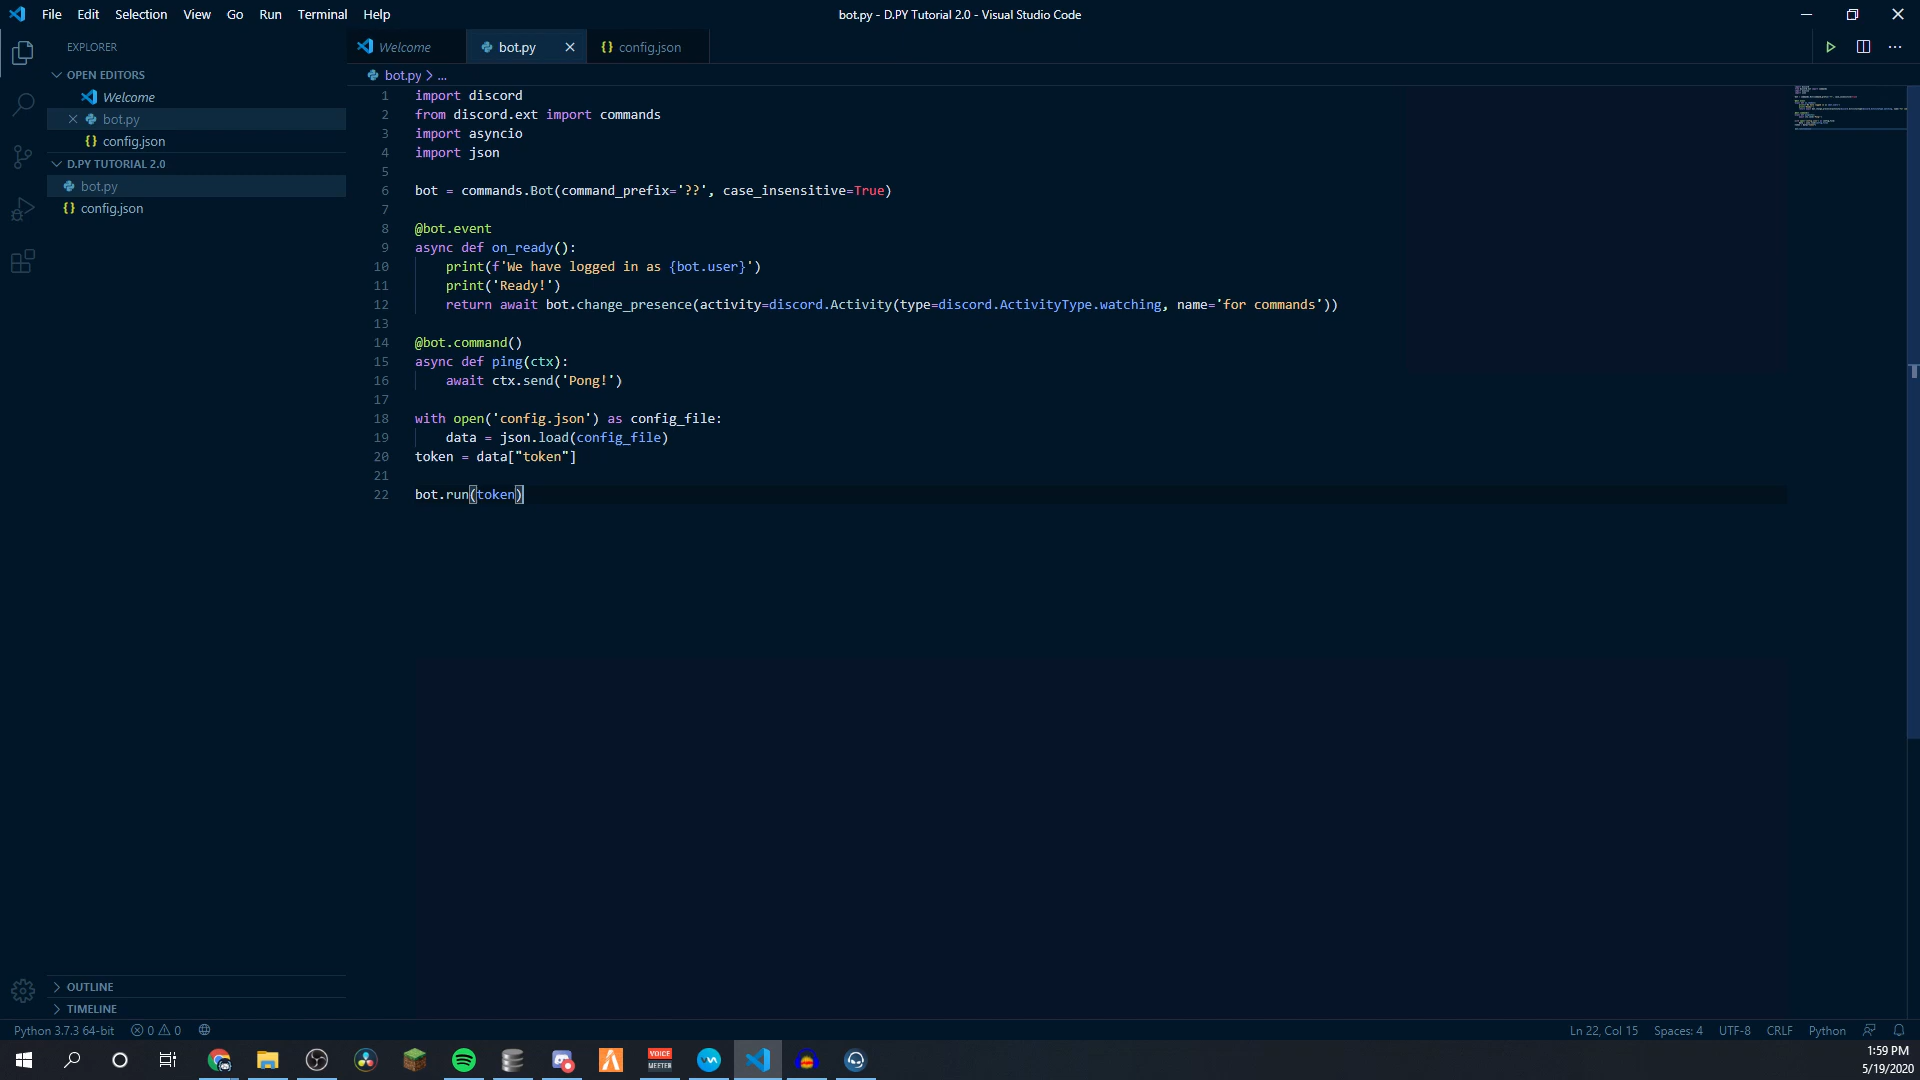 File Edit Selection View Go Run Terminal Help
bot.py - D.PY Tutorial 2.0 - Visual Studio Code
EXPLORER
OPEN EDITORS
Welcome
bot.py
config.json
D.PY TUTORIAL 2.0
bot.py
config.json
OUTLINE
TIMELINE
Welcome bot.py config.json
bot.py > ...
1 import discord
2 from discord.ext import commands
3 import asyncio
4 import json
5
6 bot = commands.Bot(command_prefix='??', case_insensitive=True)
7
8 @bot.event
9 async def on_ready():
10 print(f'We have logged in as {bot.user}')
11 print('Ready!')
12 return await bot.change_presence(activity=discord.Activity(type=discord.ActivityType.watching, name='for commands'))
13
14 @bot.command()
15 async def ping(ctx):
16 await ctx.send('Pong!')
17
18 with open('config.json') as config_file:
19 data = json.load(config_file)
20 token = data["token"]
21
22 bot.run(token)
Python 3.7.3 64-bit 0 0
Ln 22, Col 15 Spaces: 4 UTF-8 CRLF Python
VOICE
MEETER
1:59 PM
5/19/2020